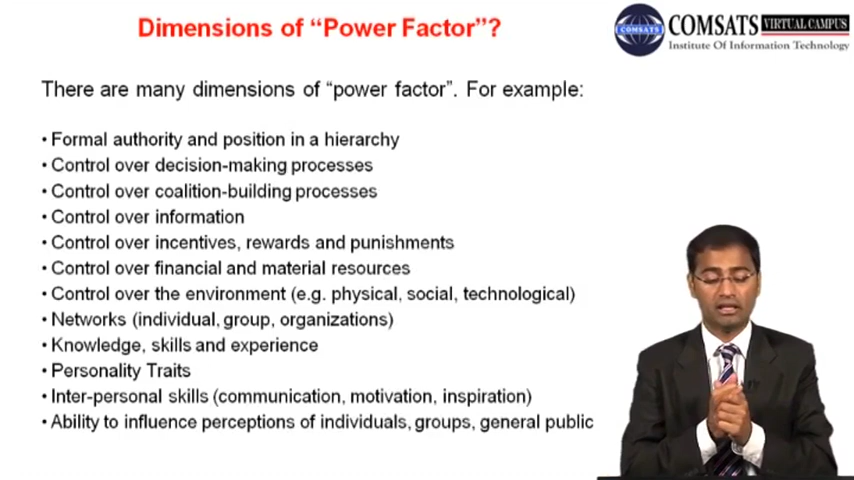 Dimensions of “Power Factor”?
COMSATS
COMSATS VIRTUAL CAMPUS
Institute Of Information Technology
There are many dimensions of “power factor”. For example:
• Formal authority and position in a hierarchy
• Control over decision-making processes
• Control over coalition-building processes
• Control over information
• Control over incentives, rewards and punishments
• Control over financial and material resources
• Control over the environment (e.g. physical, social, technological)
• Networks (individual, group, organizations)
• Knowledge, skills and experience
• Personality Traits
• Inter-personal skills (communication, motivation, inspiration)
• Ability to influence perceptions of individuals, groups, general public